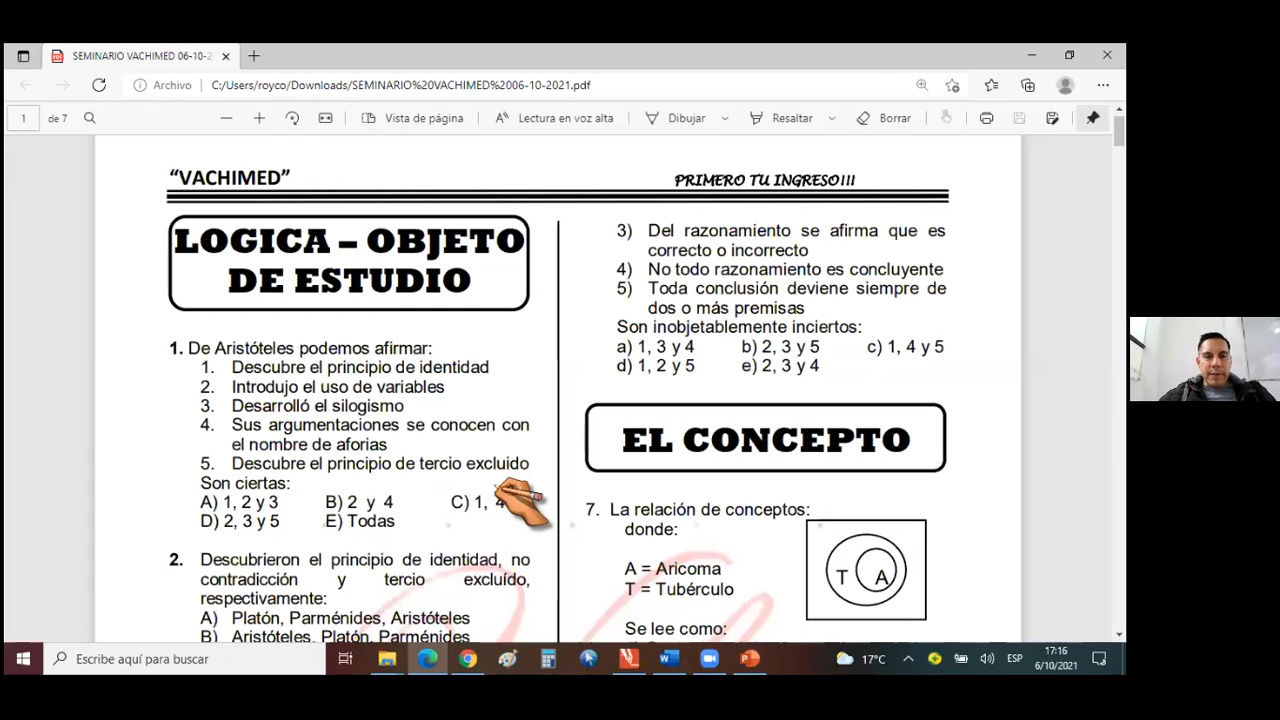 SEMINARIO VACHIMED 06-10-2
Archivo
C:/Users/royco/Downloads/SEMINARIO%20VACHIMED%2006-10-2021.pdf
1 de 7
Vista de página
Lectura en voz alta
Dibujar
Resaltar
Borrar
“VACHIMED”
PRIMERO TU INGRESO!!!
LOGICA – OBJETO
DE ESTUDIO
1. De Aristóteles podemos afirmar:
1. Descubre el principio de identidad
2. Introdujo el uso de variables
3. Desarrolló el silogismo
4. Sus argumentaciones se conocen con
el nombre de aforias
5. Descubre el principio de tercio excluido
Son ciertas:
A) 1, 2 y 3 B) 2 y 4 C) 1, 4
D) 2, 3 y 5 E) Todas
2. Descubrieron el principio de identidad, no
contradicción y tercio excluído,
respectivamente:
A) Platón, Parménides, Aristóteles
B) Aristóteles, Platón, Parménides
3) Del razonamiento se afirma que es
correcto o incorrecto
4) No todo razonamiento es concluyente
5) Toda conclusión deviene siempre de
dos o más premisas
Son inobjetablemente inciertos:
a) 1, 3 y 4 b) 2, 3 y 5 c) 1, 4 y 5
d) 1, 2 y 5 e) 2, 3 y 4
EL CONCEPTO
7. La relación de conceptos:
donde:
A = Aricoma
T = Tubérculo
T A
Se lee como:
Escribe aquí para buscar
17°C
ESP
17:16
6/10/2021